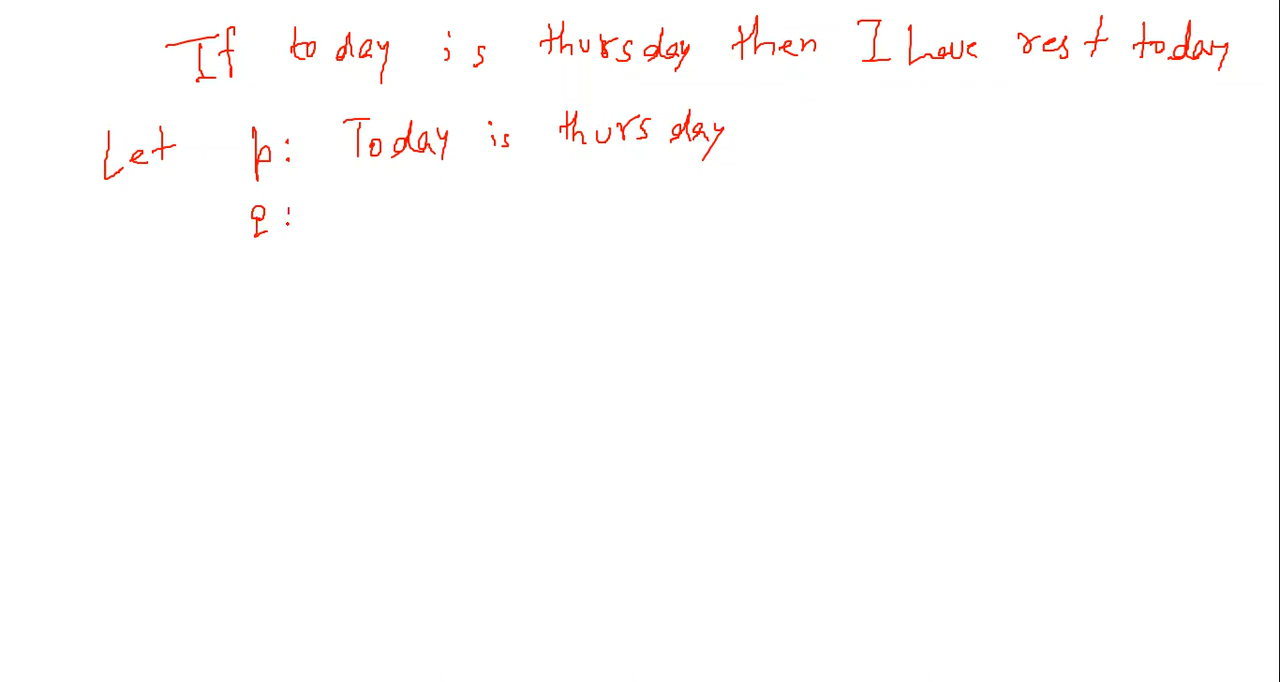 If today is thursday then I have rest today
Let p: Today is thursday
q: